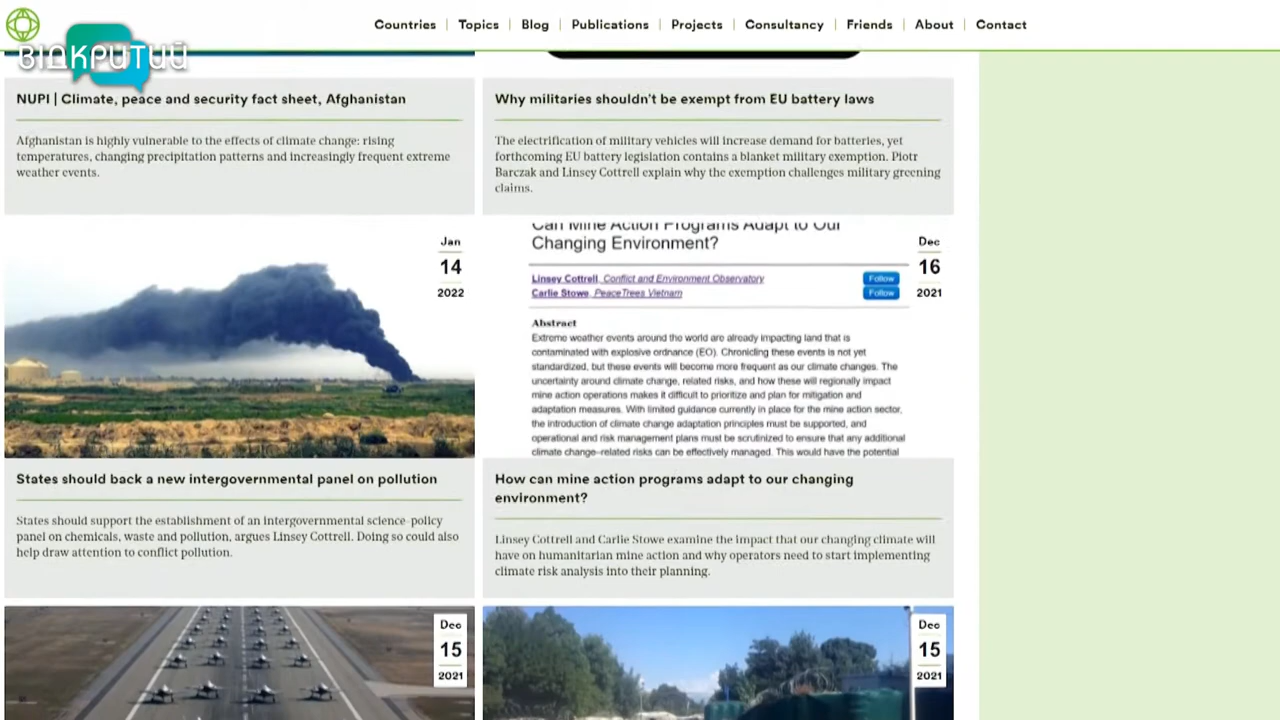 Countries
Topics
Blog
Publications
Projects
Consultancy
Friends
About
Contact
ВІДКРИТИЙ
NUPI | Climate, peace and security fact sheet, Afghanistan
Afghanistan is highly vulnerable to the effects of climate change: rising
temperatures, changing precipitation patterns and increasingly frequent extreme
weather events.
Why militaries shouldn't be exempt from EU battery laws
The electrification of military vehicles will increase demand for batteries, yet
forthcoming EU battery legislation contains a blanket military exemption. Piotr
Barczak and Linsey Cottrell explain why the exemption challenges military greening
claims.
Jan
14
2022
States should back a new intergovernmental panel on pollution
States should support the establishment of an intergovernmental science-policy
panel on chemicals, waste and pollution, argues Linsey Cottrell. Doing so could also
help draw attention to conflict pollution.
Can Mine Action Programs Adapt to Our
Changing Environment?
Linsey Cottrell, Conflict and Environment Observatory
Follow
Carlie Stowe, PeaceTrees Vietnam
Follow
Abstract
Extreme weather events around the world are already impacting land that is
contaminated with explosive ordnance (EO). Chronicling these events is not yet
standardized, but these events will become more frequent as our climate changes. The
uncertainty around climate change, related risks, and how these will regionally impact
mine action operations makes it difficult to prioritize and plan for mitigation and
adaptation measures. With limited guidance currently in place for the mine action sector,
the introduction of climate change adaptation principles must be supported, and
operational and risk management plans must be scrutinized to ensure that any additional
climate change-related risks can be effectively managed. This would have the potential
Dec
16
2021
How can mine action programs adapt to our changing
environment?
Linsey Cottrell and Carlie Stowe examine the impact that our changing climate will
have on humanitarian mine action and why operators need to start implementing
climate risk analysis into their planning.
Dec
15
2021
Dec
15
2021